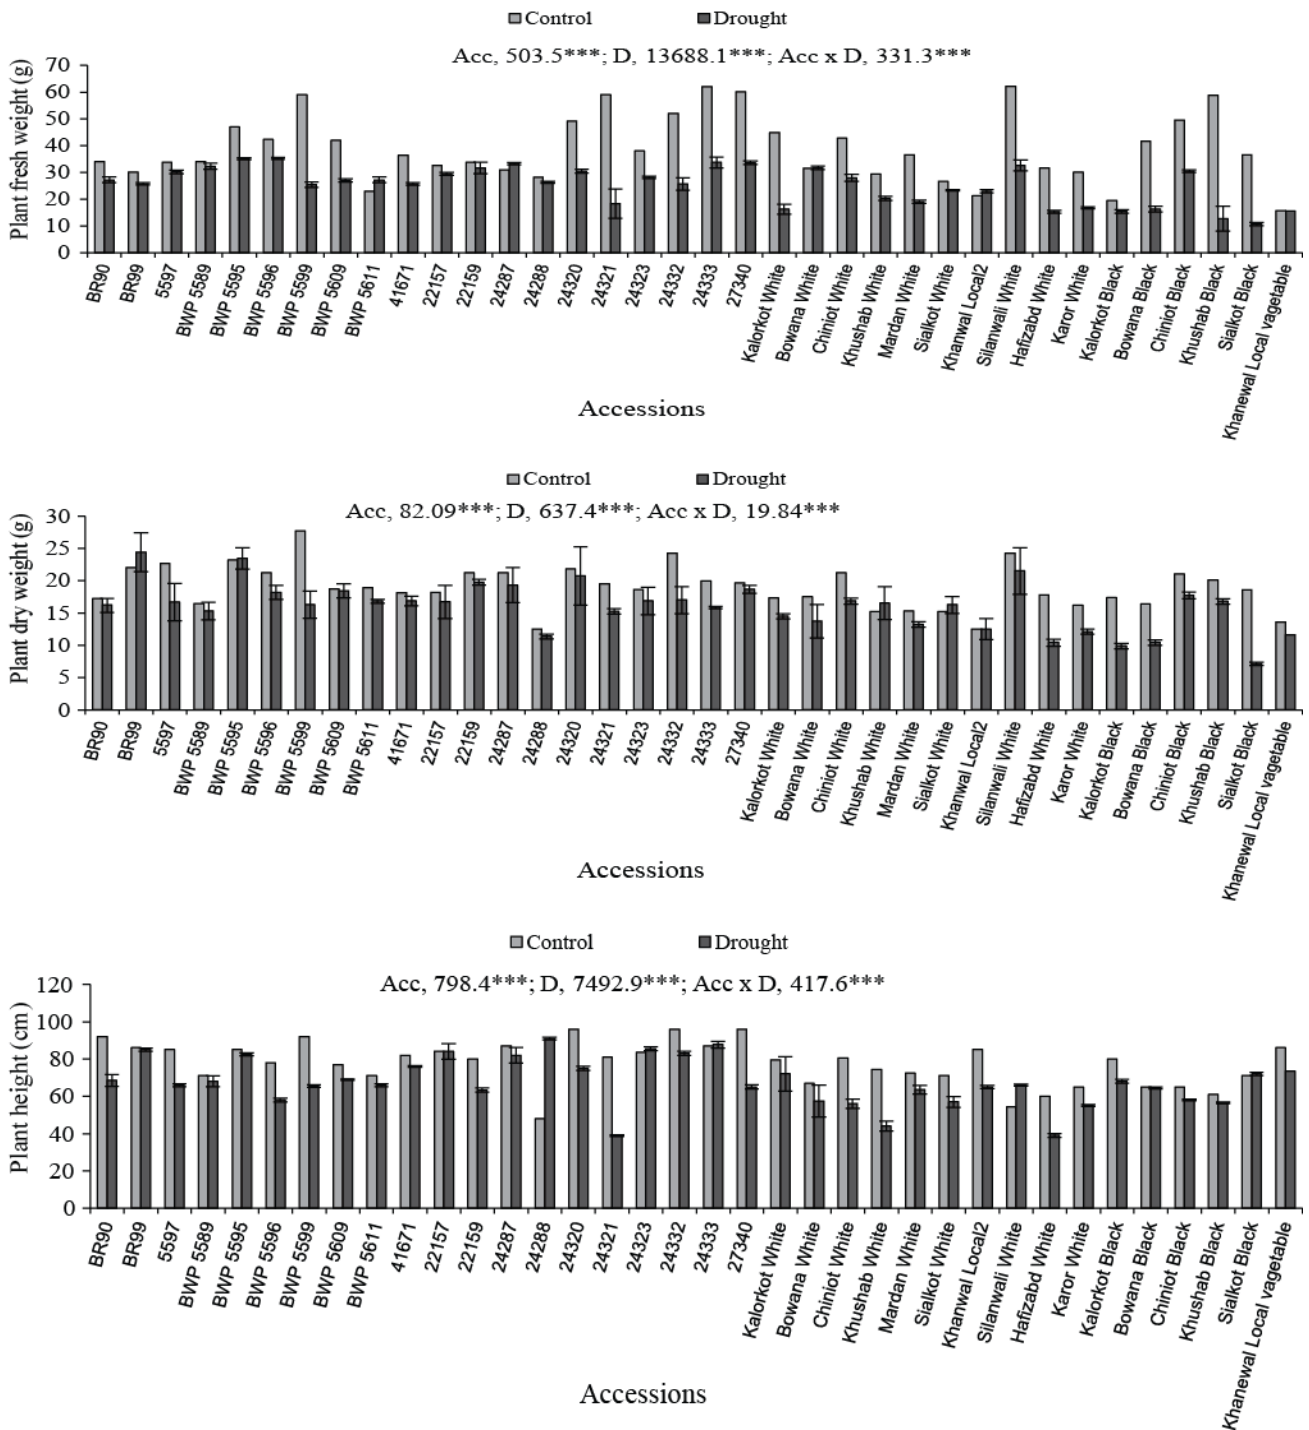 Control Drought
Acc, 503.5***; D, 13688.1***; Acc x D, 331.3***
Plant fresh weight (g)
70
60
50
40
30
20
10
0
BR90 BR99 5597 BWP 5589 BWP 5595 BWP 5596 BWP 5599 BWP 5609 BWP 5611 41671 22157 22159 24287 24288 24320 24321 24323 24332 24333 27340 Kalorkot White Bowana White Chiniot White Khushab White Mardan White Sialkot White Khanwal Local2 Silanwali White Hafizabd White Karor White Kalorkot Black Bowana Black Chiniot Black Khushab Black Sialkot Black Khanewal Local vagetable
Accessions
Control Drought
Acc, 82.09***; D, 637.4***; Acc x D, 19.84***
Plant dry weight (g)
30
25
20
15
10
5
0
BR90 BR99 5597 BWP 5589 BWP 5595 BWP 5596 BWP 5599 BWP 5609 BWP 5611 41671 22157 22159 24287 24288 24320 24321 24323 24332 24333 27340 Kalorkot White Bowana White Chiniot White Khushab White Mardan White Sialkot White Khanwal Local2 Silanwali White Hafizabd White Karor White Kalorkot Black Bowana Black Chiniot Black Khushab Black Sialkot Black Khanewal Local vagetable
Accessions
Control Drought
Acc, 798.4***; D, 7492.9***; Acc x D, 417.6***
Plant height (cm)
120
100
80
60
40
20
0
BR90 BR99 5597 BWP 5589 BWP 5595 BWP 5596 BWP 5599 BWP 5609 BWP 5611 41671 22157 22159 24287 24288 24320 24321 24323 24332 24333 27340 Kalorkot White Bowana White Chiniot White Khushab White Mardan White Sialkot White Khanwal Local2 Silanwali White Hafizabd White Karor White Kalorkot Black Bowana Black Chiniot Black Khushab Black Sialkot Black Khanewal Local vagetable
Accessions